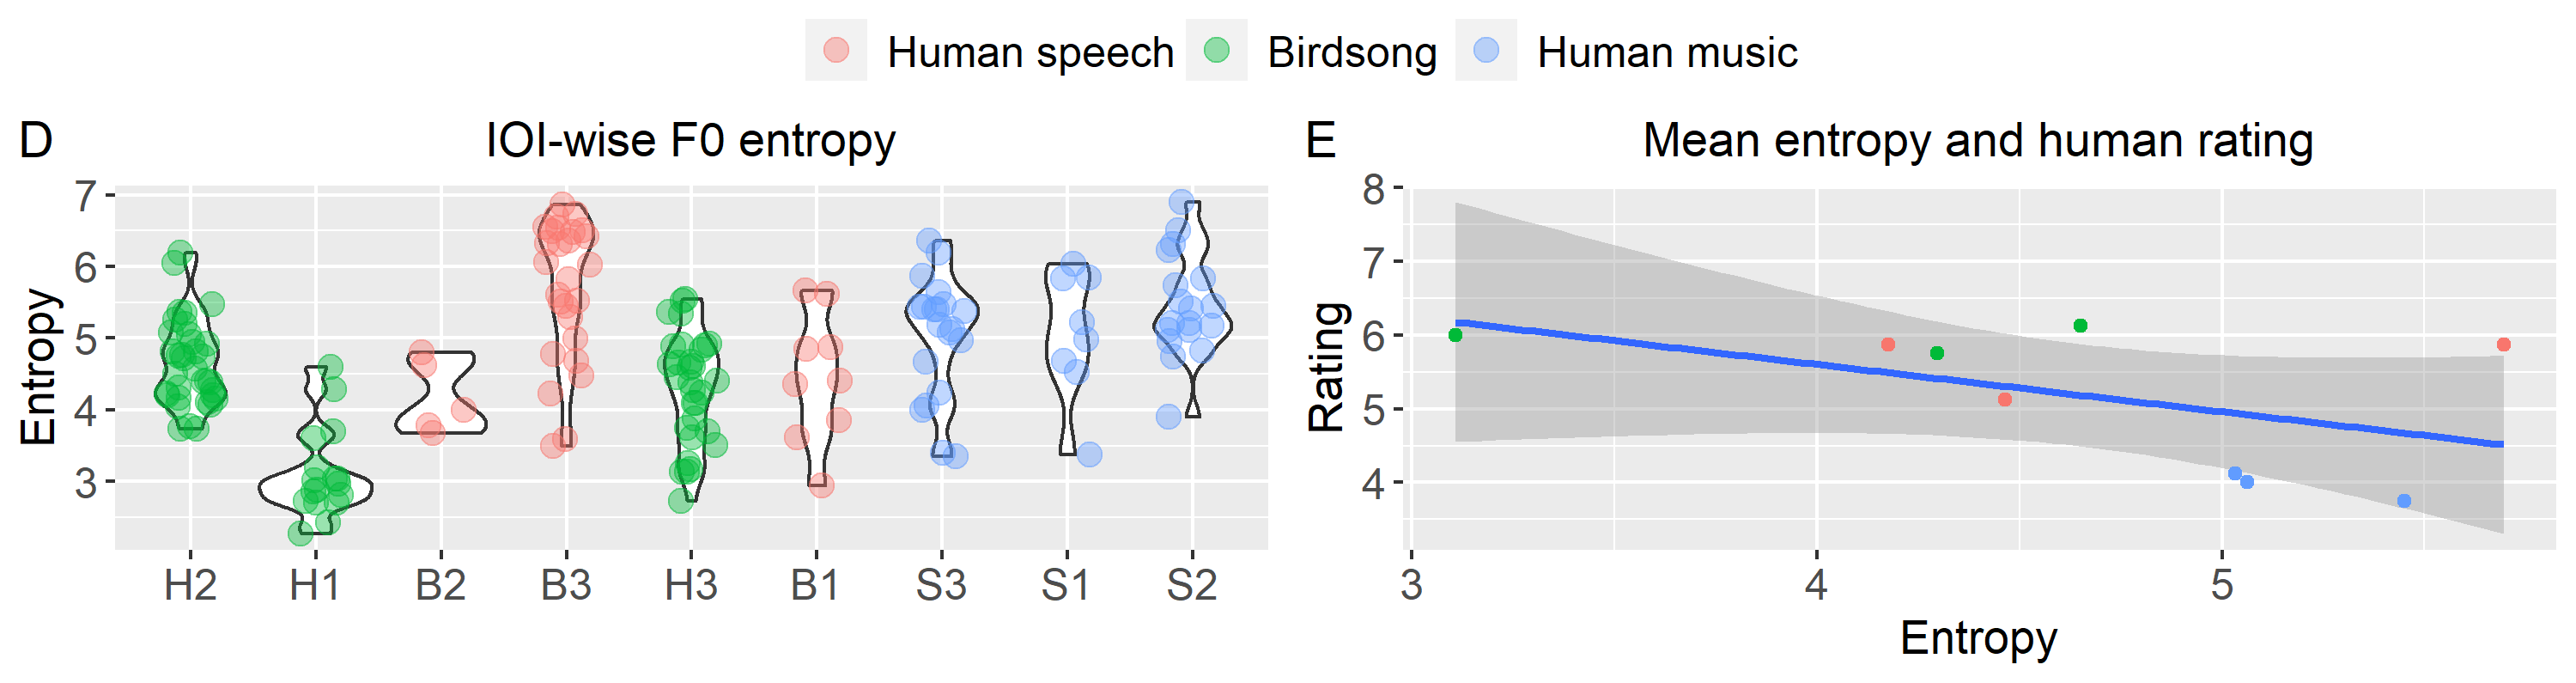 Human speech Birdsong Human music
D IOI-wise F0 entropy
Entropy
7
6
5
4
3
H2 H1 B2 B3 H3 B1 S3 S1 S2
E Mean entropy and human rating
Rating
8
7
6
5
4
3 4 5
Entropy